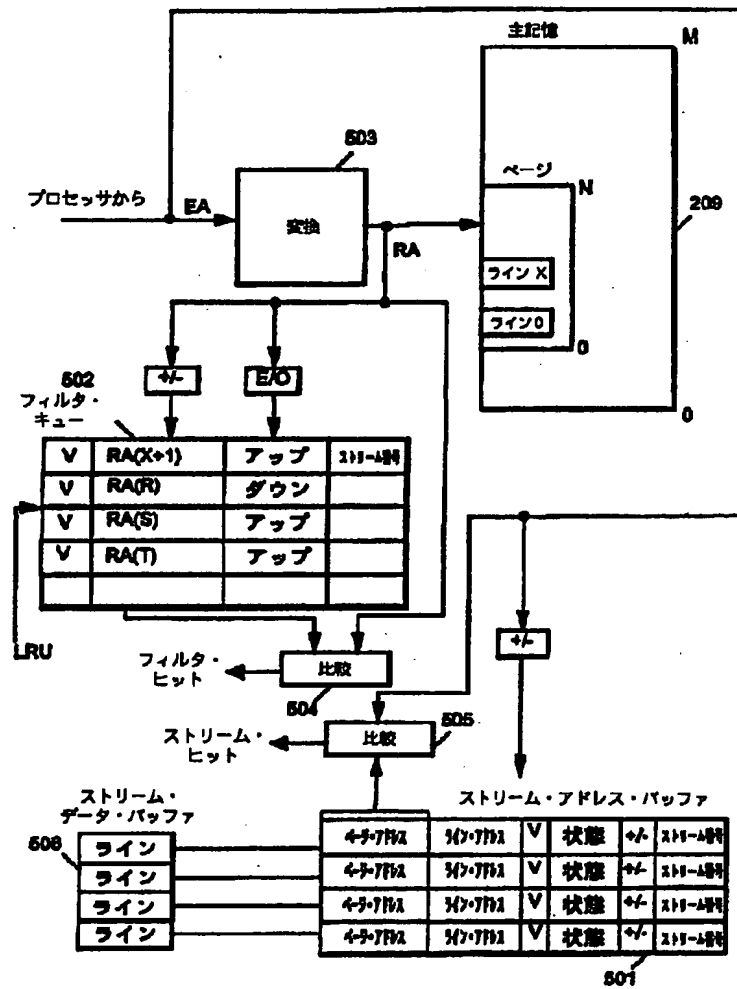 主記憶
M
503
ページ
N
プロセッサから
EA
変換
RA
209
ライン X
ライン 0
0
0
+/-
E/O
502
フィルタ・
キュー
V RA(X+1) アップ ストリーム番号
V RA(R) ダウン
V RA(S) アップ
V RA(T) アップ
LRU
+/-
フィルタ・
ヒット
比較
504
505
ストリーム・
ヒット
比較
ストリーム・
データ・バッファ
ストリーム・アドレス・バッファ
506
ライン
ページ・アドレス ライン・アドレス V 状態 +/- ストリーム番号
ライン
ページ・アドレス ライン・アドレス V 状態 +/- ストリーム番号
ライン
ページ・アドレス ライン・アドレス V 状態 +/- ストリーム番号
ライン
ページ・アドレス ライン・アドレス V 状態 +/- ストリーム番号
501